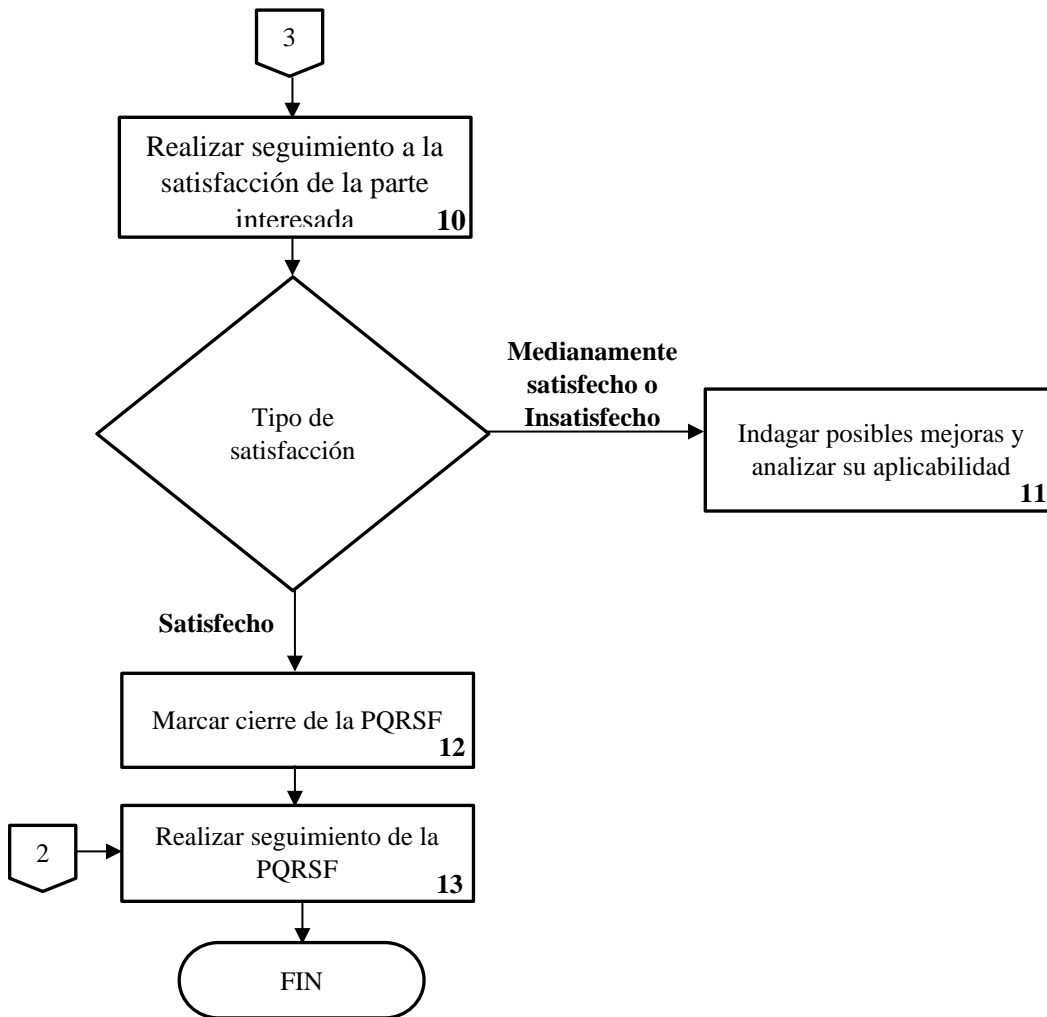 3
Realizar seguimiento a la
satisfacción de la parte
interesada
10
Medianamente
satisfecho o
Insatisfecho
Tipo de
satisfacción
Indagar posibles mejoras y
analizar su aplicabilidad
11
Satisfecho
Marcar cierre de la PQRSF
12
2
Realizar seguimiento de la
PQRSF
13
FIN